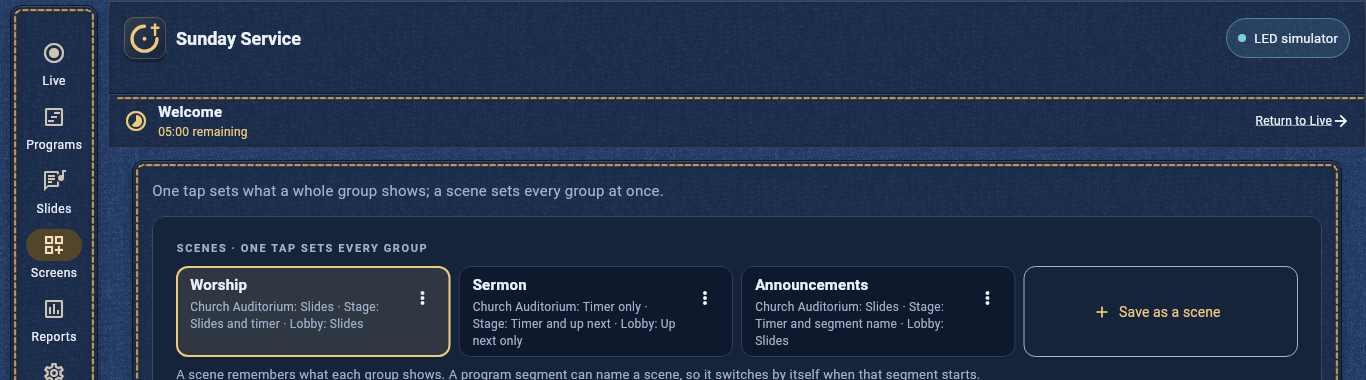 Sunday Service
LED simulator
Live
Programs
Slides
Screens
Reports
Welcome
05:00 remaining
Return to Live
One tap sets what a whole group shows; a scene sets every group at once.
SCENES · ONE TAP SETS EVERY GROUP
Worship
Church Auditorium: Slides · Stage:
Slides and timer · Lobby: Slides
Sermon
Church Auditorium: Timer only ·
Stage: Timer and up next · Lobby: Up
next only
Announcements
Church Auditorium: Slides · Stage:
Timer and segment name · Lobby:
Slides
+ Save as a scene
A scene remembers what each group shows. A program segment can name a scene, so it switches by itself when that segment starts.